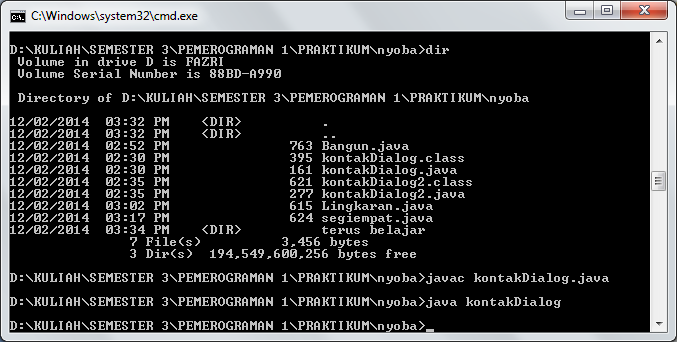 C:\Windows\system32\cmd.exe
D:\KULIAH\SEMESTER 3\PEMEROGRAMAN 1\PRAKTIKUM\nyoba>dir
Volume in drive D is FAZRI
Volume Serial Number is 88BD-A990
Directory of D:\KULIAH\SEMESTER 3\PEMEROGRAMAN 1\PRAKTIKUM\nyoba
12/02/2014 03:32 PM <DIR> .
12/02/2014 03:32 PM <DIR> ..
12/02/2014 02:52 PM 763 Bangun.java
12/02/2014 02:30 PM 395 kontakDialog.class
12/02/2014 02:30 PM 161 kontakDialog.java
12/02/2014 02:35 PM 621 kontakDialog2.class
12/02/2014 02:35 PM 277 kontakDialog2.java
12/02/2014 03:02 PM 615 Lingkaran.java
12/02/2014 03:17 PM 624 segiempat.java
12/02/2014 03:34 PM <DIR> terus belajar
7 File(s) 3,456 bytes
3 Dir(s) 194,549,600,256 bytes free
D:\KULIAH\SEMESTER 3\PEMEROGRAMAN 1\PRAKTIKUM\nyoba>javac kontakDialog.java
D:\KULIAH\SEMESTER 3\PEMEROGRAMAN 1\PRAKTIKUM\nyoba>java kontakDialog
D:\KULIAH\SEMESTER 3\PEMEROGRAMAN 1\PRAKTIKUM\nyoba>_